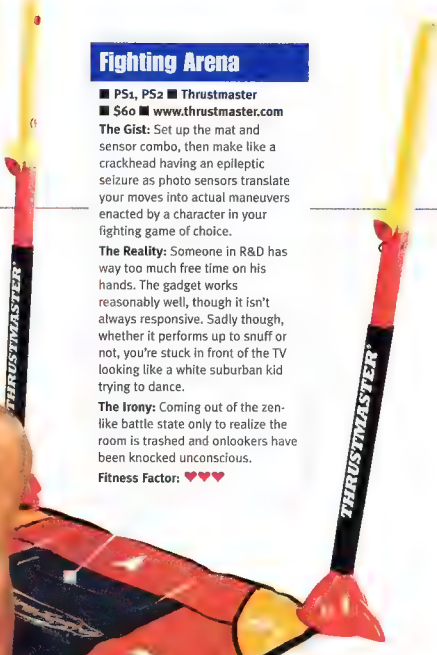 Fighting Arena
■ PS1, PS2 ■ Thrustmaster
■ $60 ■ www.thrustmaster.com
The Gist: Set up the mat and
sensor combo, then make like a
crackhead having an epileptic
seizure as photo sensors translate
your moves into actual maneuvers
enacted by a character in your
fighting game of choice.
The Reality: Someone in R&D has
way too much free time on his
hands. The gadget works
reasonably well, though it isn't
always responsive. Sadly though,
whether it performs up to snuff or
not, you're stuck in front of the TV
looking like a white suburban kid
trying to dance.
The Irony: Coming out of the zen-
like battle state only to realize the
room is trashed and onlookers have
been knocked unconscious.
Fitness Factor: ♥♥♥
THRUSTMASTER®
THRUSTMASTER®